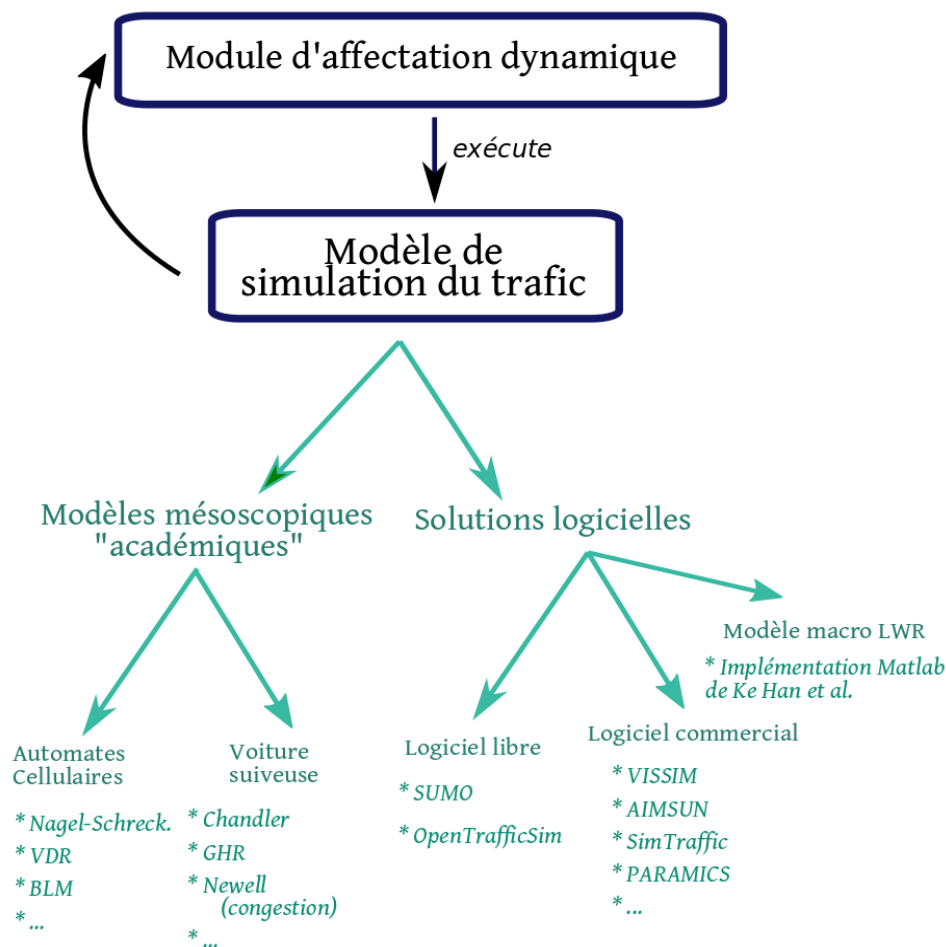 Module d'affectation dynamique
exécute
Modèle de
simulation du trafic
Modèles mésoscopiques
"académiques"
Solutions logicielles
Modèle macro LWR
* Implémentation Matlab
de Ke Han et al.
Automates
Cellulaires
* Nagel-Schreck.
* VDR
* BLM
* ...
Voiture
suiveuse
* Chandler
* GHR
* Newell
(congestion)
* ...
Logiciel libre
* SUMO
* OpenTrafficSim
Logiciel commercial
* VISSIM
* AIMSUN
* SimTraffic
* PARAMICS
* ...